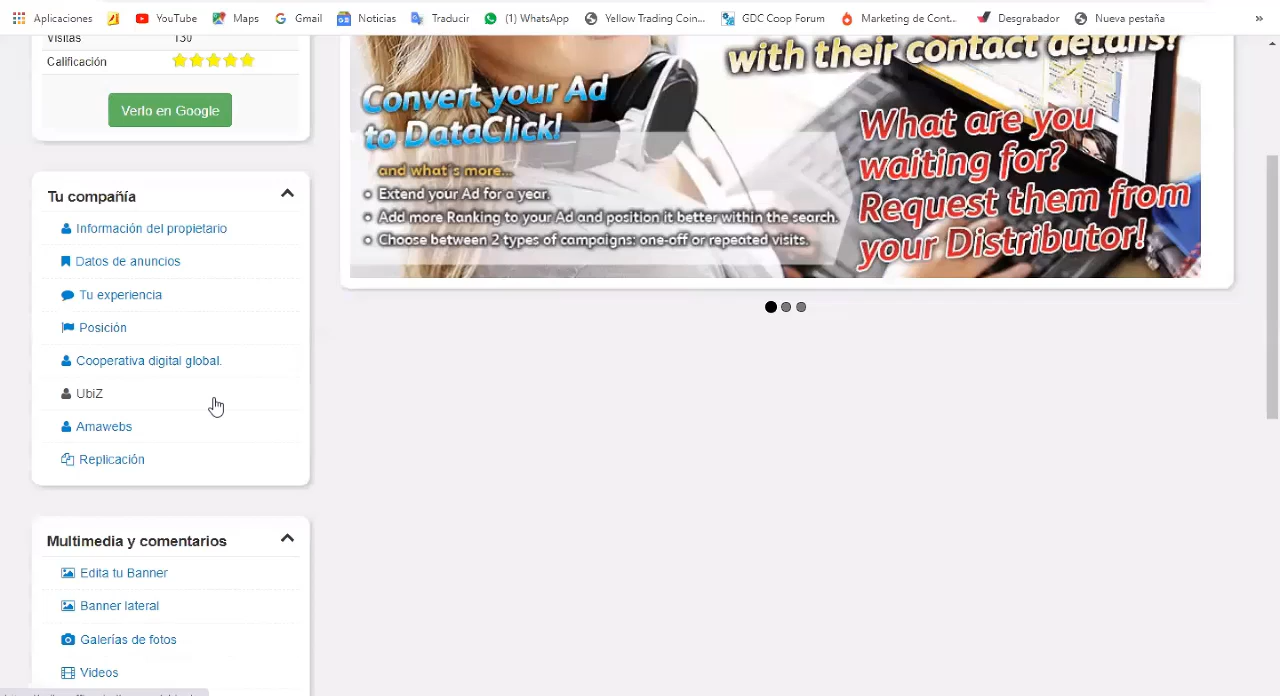 Aplicaciones YouTube Maps Gmail Noticias Traducir (1) WhatsApp Yellow Trading Coin... GDC Coop Forum Marketing de Cont... Desgrabador Nueva pestaña »
Visitas 130
Calificación
Verlo en Google
Tu compañía
Información del propietario
Datos de anuncios
Tu experiencia
Posición
Cooperativa digital global.
UbiZ
Amawebs
Replicación
Multimedia y comentarios
Edita tu Banner
Banner lateral
Galerías de fotos
Videos
with their contact details!
Convert your Ad
to DataClick!
and what's more...
• Extend your Ad for a year.
• Add more Ranking to your Ad and position it better within the search.
• Choose between 2 types of campaigns: one-off or repeated visits.
What are you
waiting for?
Request them from
your Distributor!